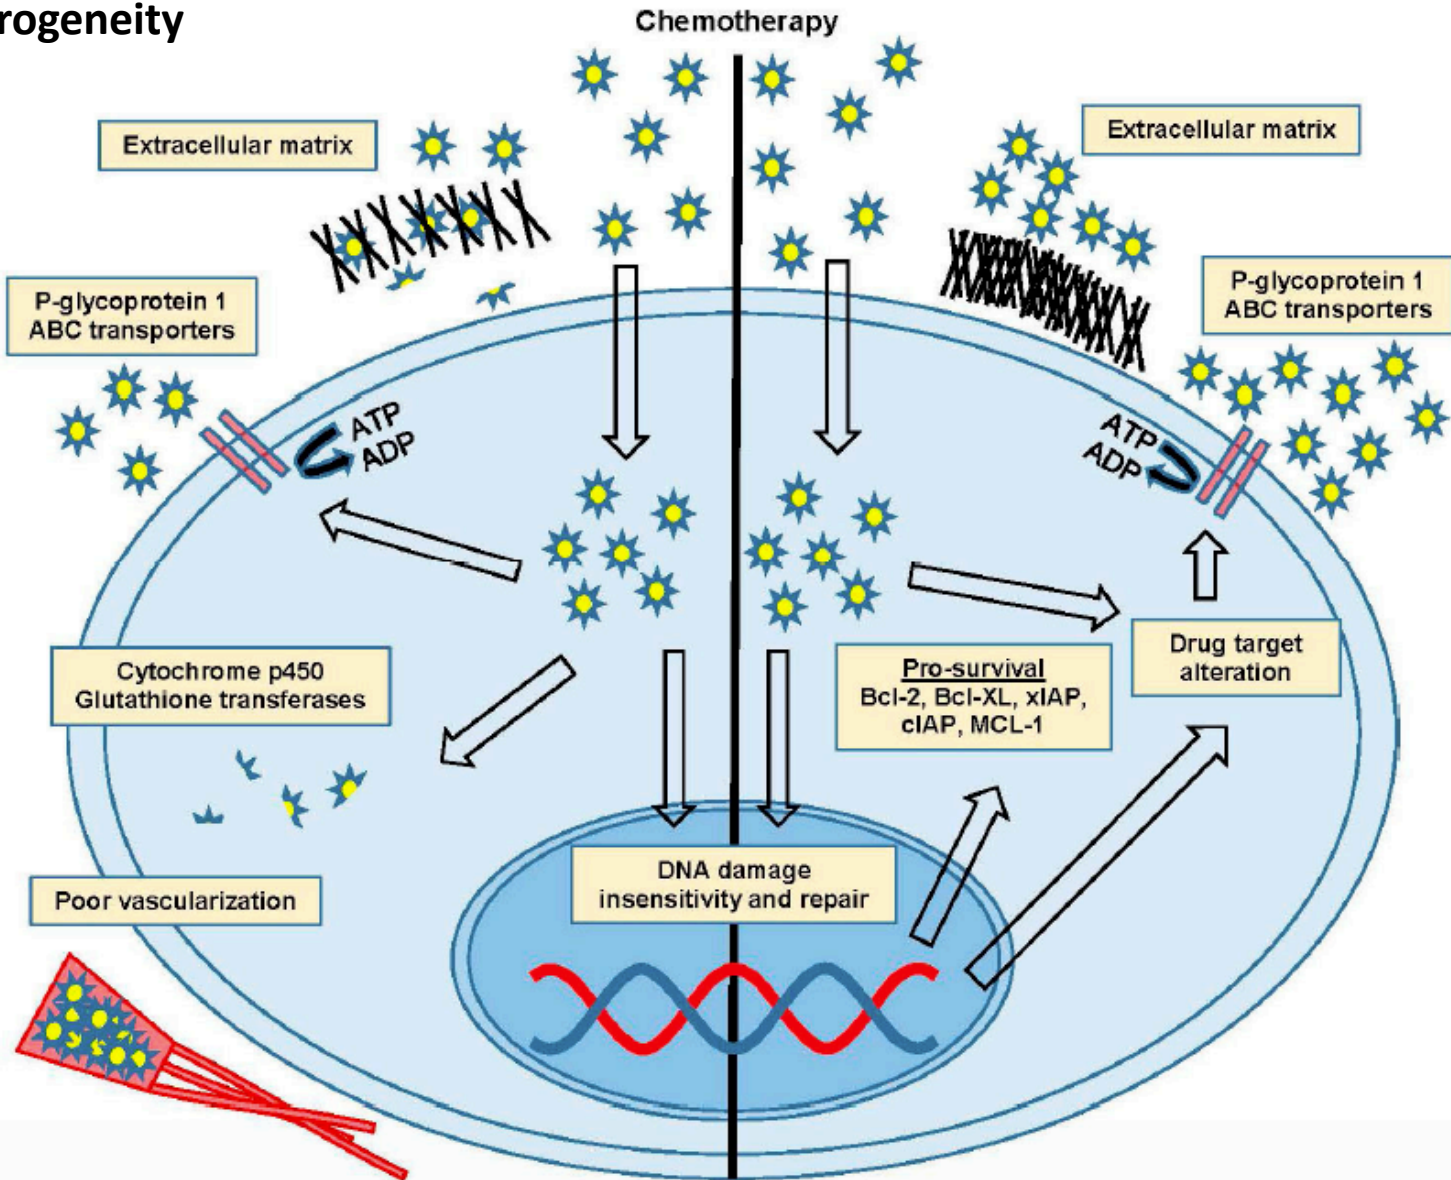 rogeneity
Chemotherapy
Extracellular matrix
Extracellular matrix
P-glycoprotein 1
ABC transporters
P-glycoprotein 1
ABC transporters
ATP
ADP
ATP
ADP
Cytochrome p450
Glutathione transferases
Pro-survival
Bcl-2, Bcl-XL, xIAP,
cIAP, MCL-1
Drug target
alteration
DNA damage
insensitivity and repair
Poor vascularization